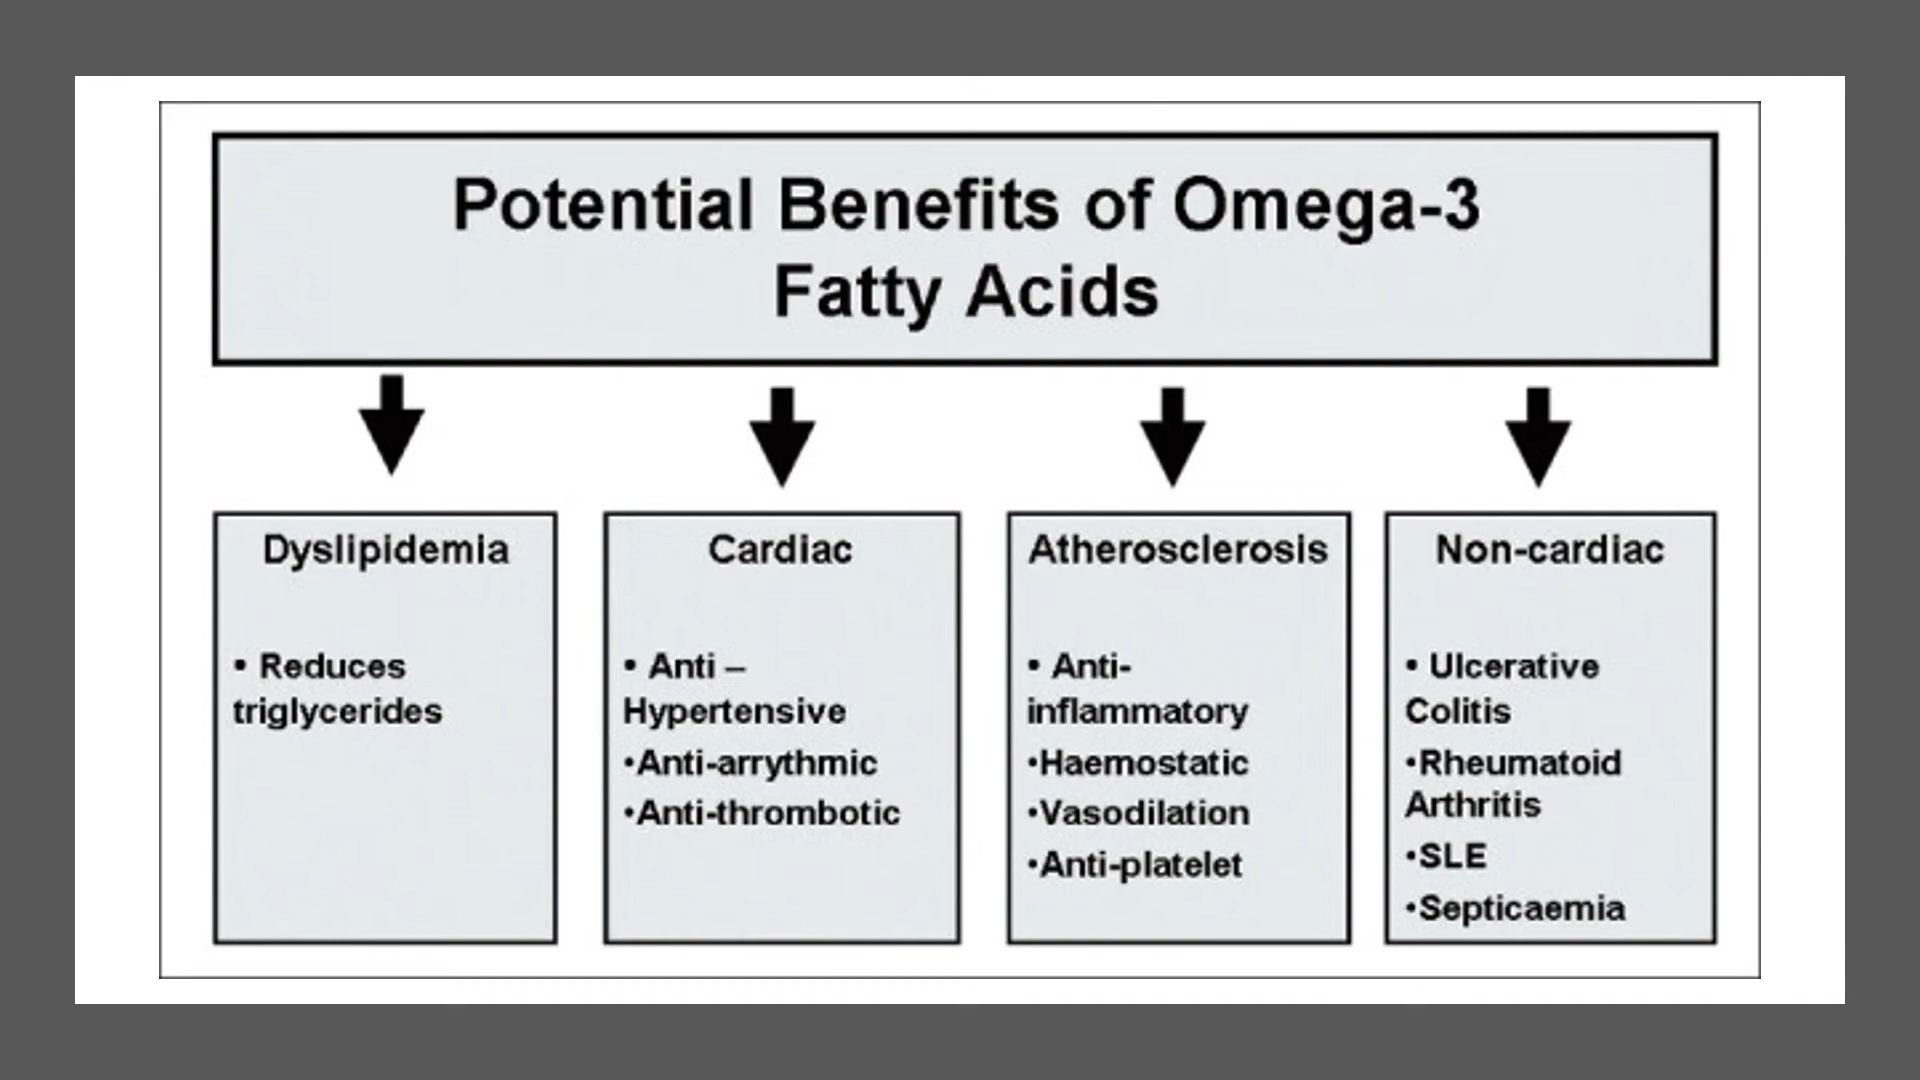 Potential Benefits of Omega-3
Fatty Acids
Dyslipidemia
• Reduces
triglycerides
Cardiac
• Anti –
Hypertensive
•Anti-arrythmic
•Anti-thrombotic
Atherosclerosis
• Anti-
inflammatory
•Haemostatic
•Vasodilation
•Anti-platelet
Non-cardiac
• Ulcerative
Colitis
•Rheumatoid
Arthritis
•SLE
•Septicaemia